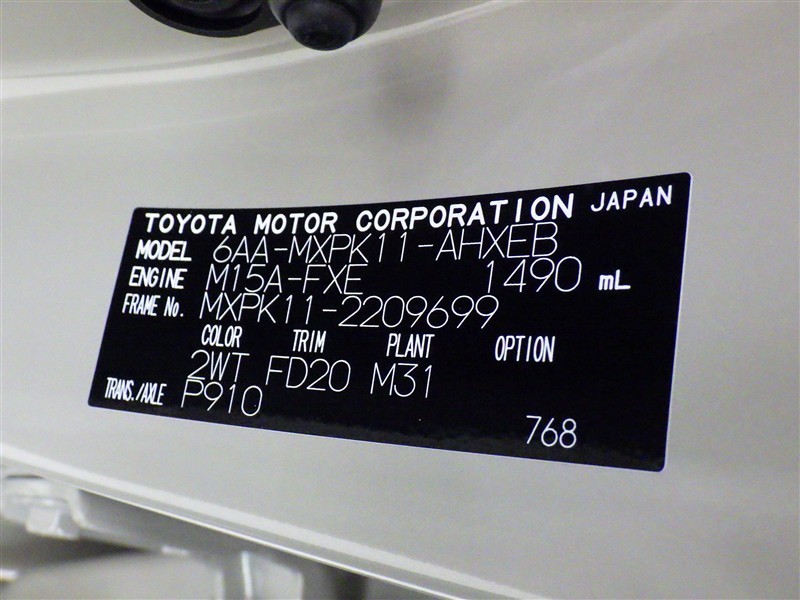 TOYOTA MOTOR CORPORATION JAPAN
MODEL 6AA-MXPK11-AHXEB
ENGINE M15A-FXE 1490 mL
FRAME No. MXPK11-2209699
COLOR TRIM PLANT OPTION
2WT FD20 M31
TRANS./AXLE P910
768